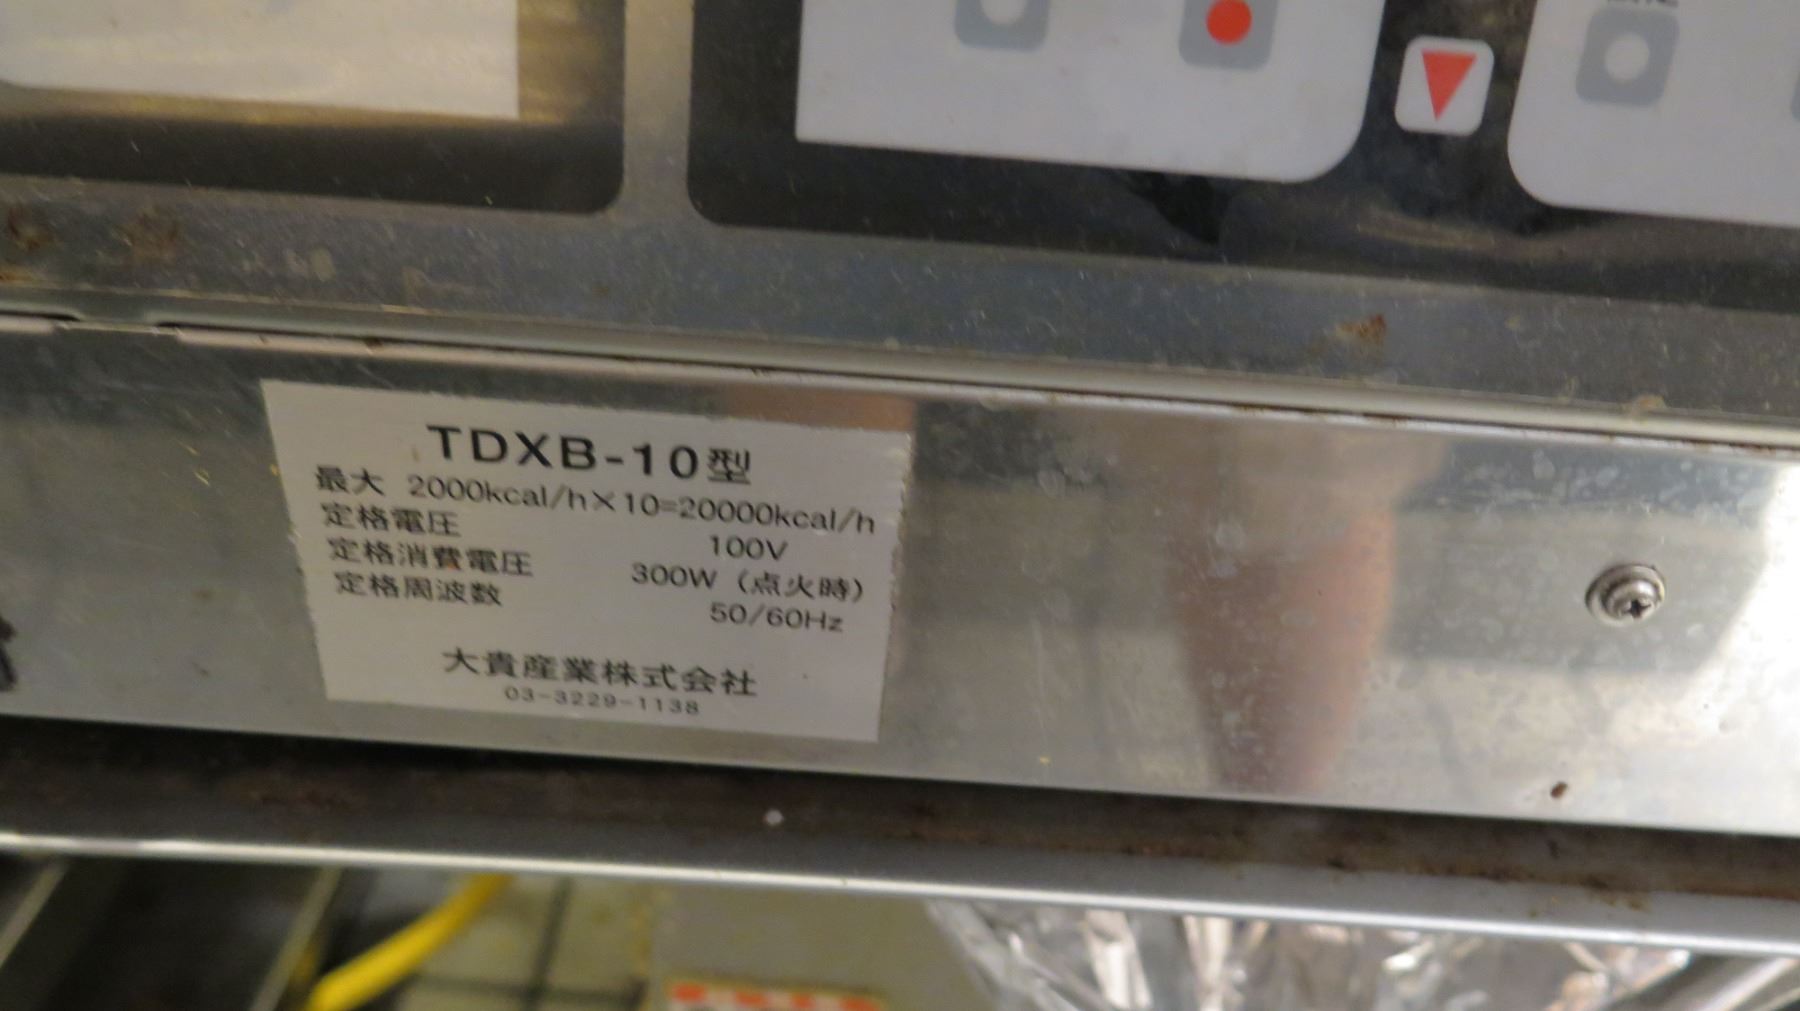 TDXB-10型
最大 2000kcal/h×10=20000kcal/h
定格電圧 100V
定格消費電圧 300W（点火時）
定格周波数 50/60Hz
大貴産業株式会社
03-3229-1138